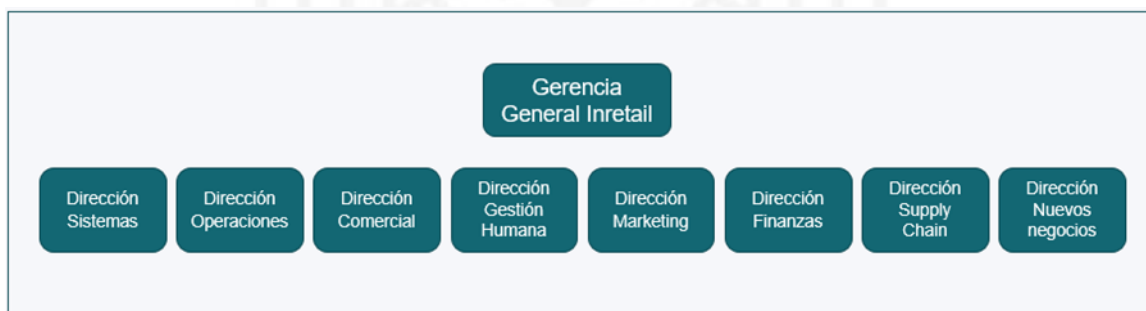 Gerencia
General Inretail
Dirección
Sistemas
Dirección
Operaciones
Dirección
Comercial
Dirección
Gestión
Humana
Dirección
Marketing
Dirección
Finanzas
Dirección
Supply
Chain
Dirección
Nuevos
negocios